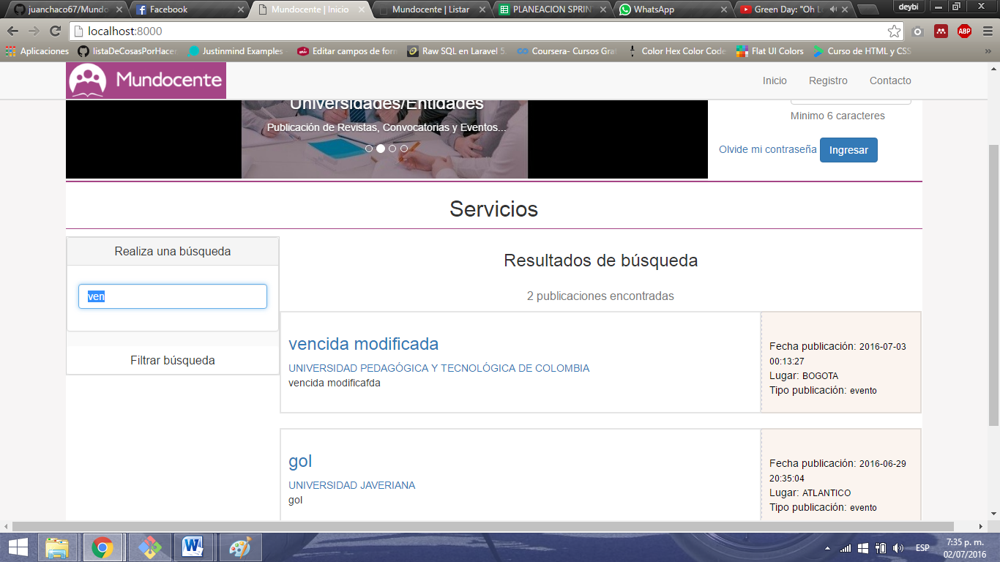 juanchaco67/Mundo
Facebook
Mundocente | Inicio
Mundocente | Listar
PLANEACION SPRIN
WhatsApp
Green Day: "Oh L
deybi
localhost:8000
ABP
Aplicaciones
listaDeCosasPorHacer
Justinmind Examples
Editar campos de form
Raw SQL en Laravel 5.
Coursera- Cursos Gra
Color Hex Color Code
Flat UI Colors
Curso de HTML y CSS
»
Mundocente
Inicio
Registro
Contacto
Universidades/Entidades
Publicación de Revistas, Convocatorias y Eventos...
Minimo 6 caracteres
Olvide mi contraseña
Ingresar
Servicios
Realiza una búsqueda
ven
Filtrar búsqueda
Resultados de búsqueda
2 publicaciones encontradas
vencida modificada
UNIVERSIDAD PEDAGÓGICA Y TECNOLÓGICA DE COLOMBIA
vencida modificafda
Fecha publicación: 2016-07-03
00:13:27
Lugar: BOGOTA
Tipo publicación: evento
gol
UNIVERSIDAD JAVERIANA
gol
Fecha publicación: 2016-06-29
20:35:04
Lugar: ATLANTICO
Tipo publicación: evento
ESP
7:35 p. m.
02/07/2016